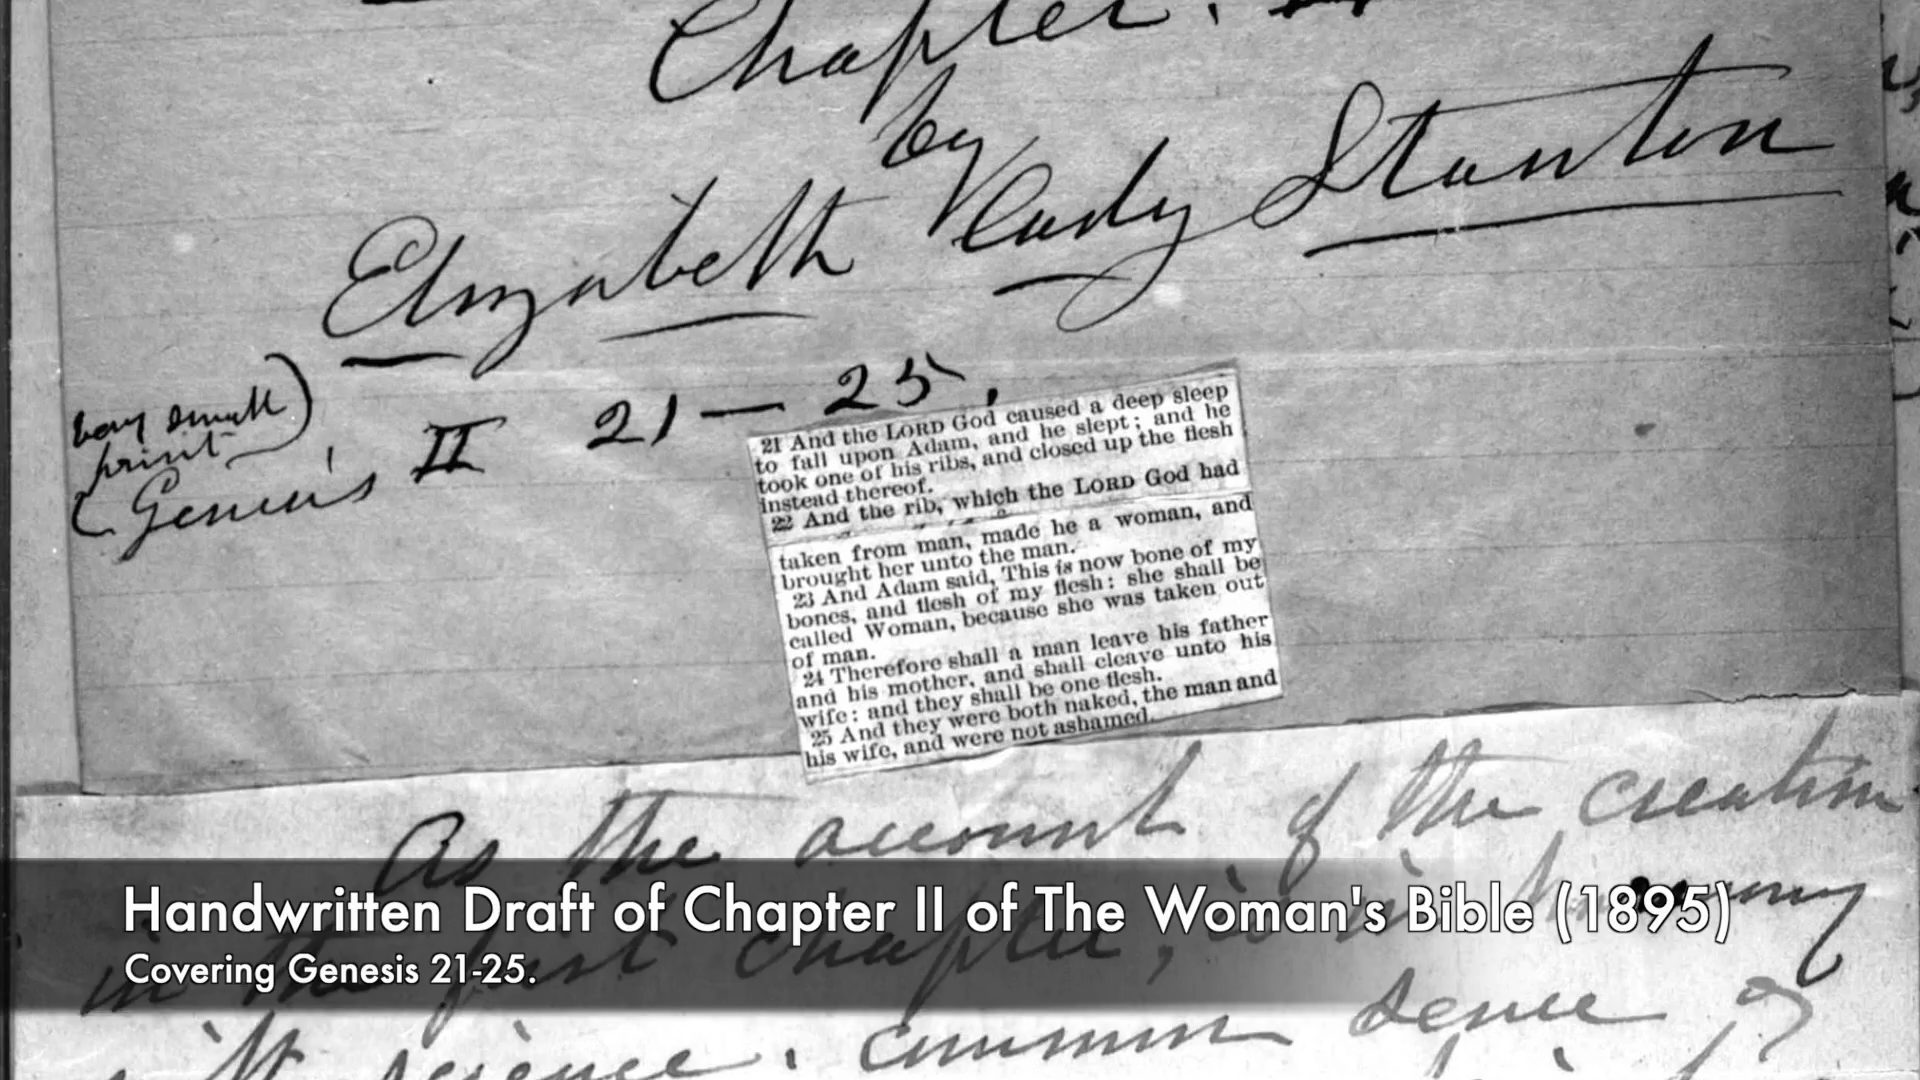 Chapter. II
by
Elizabeth Cady Stanton
(very small
print)
(Genesis II 21—25.
21 And the LORD God caused a deep sleep
to fall upon Adam, and he slept; and he
took one of his ribs, and closed up the flesh
instead thereof.
22 And the rib, which the LORD God had
taken from man, made he a woman, and
brought her unto the man.
23 And Adam said, This is now bone of my
bones, and flesh of my flesh: she shall be
called Woman, because she was taken out
of man.
24 Therefore shall a man leave his father
and his mother, and shall cleave unto his
wife: and they shall be one flesh.
25 And they were both naked, the man and
his wife, and were not ashamed.
As the account of the creation
in the first chapter, is in harmony
with science, common sense
Handwritten Draft of Chapter II of The Woman's Bible (1895)
Covering Genesis 21-25.